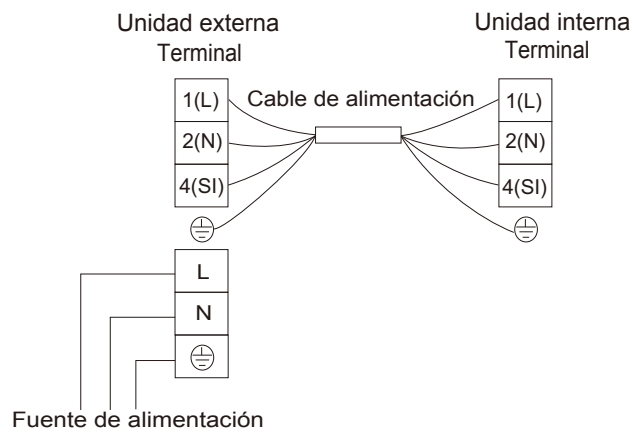 Unidad externa
Terminal
Unidad interna
Terminal
1(L)
2(N)
4(SI)
Cable de alimentación
1(L)
2(N)
4(SI)
L
N
Fuente de alimentación